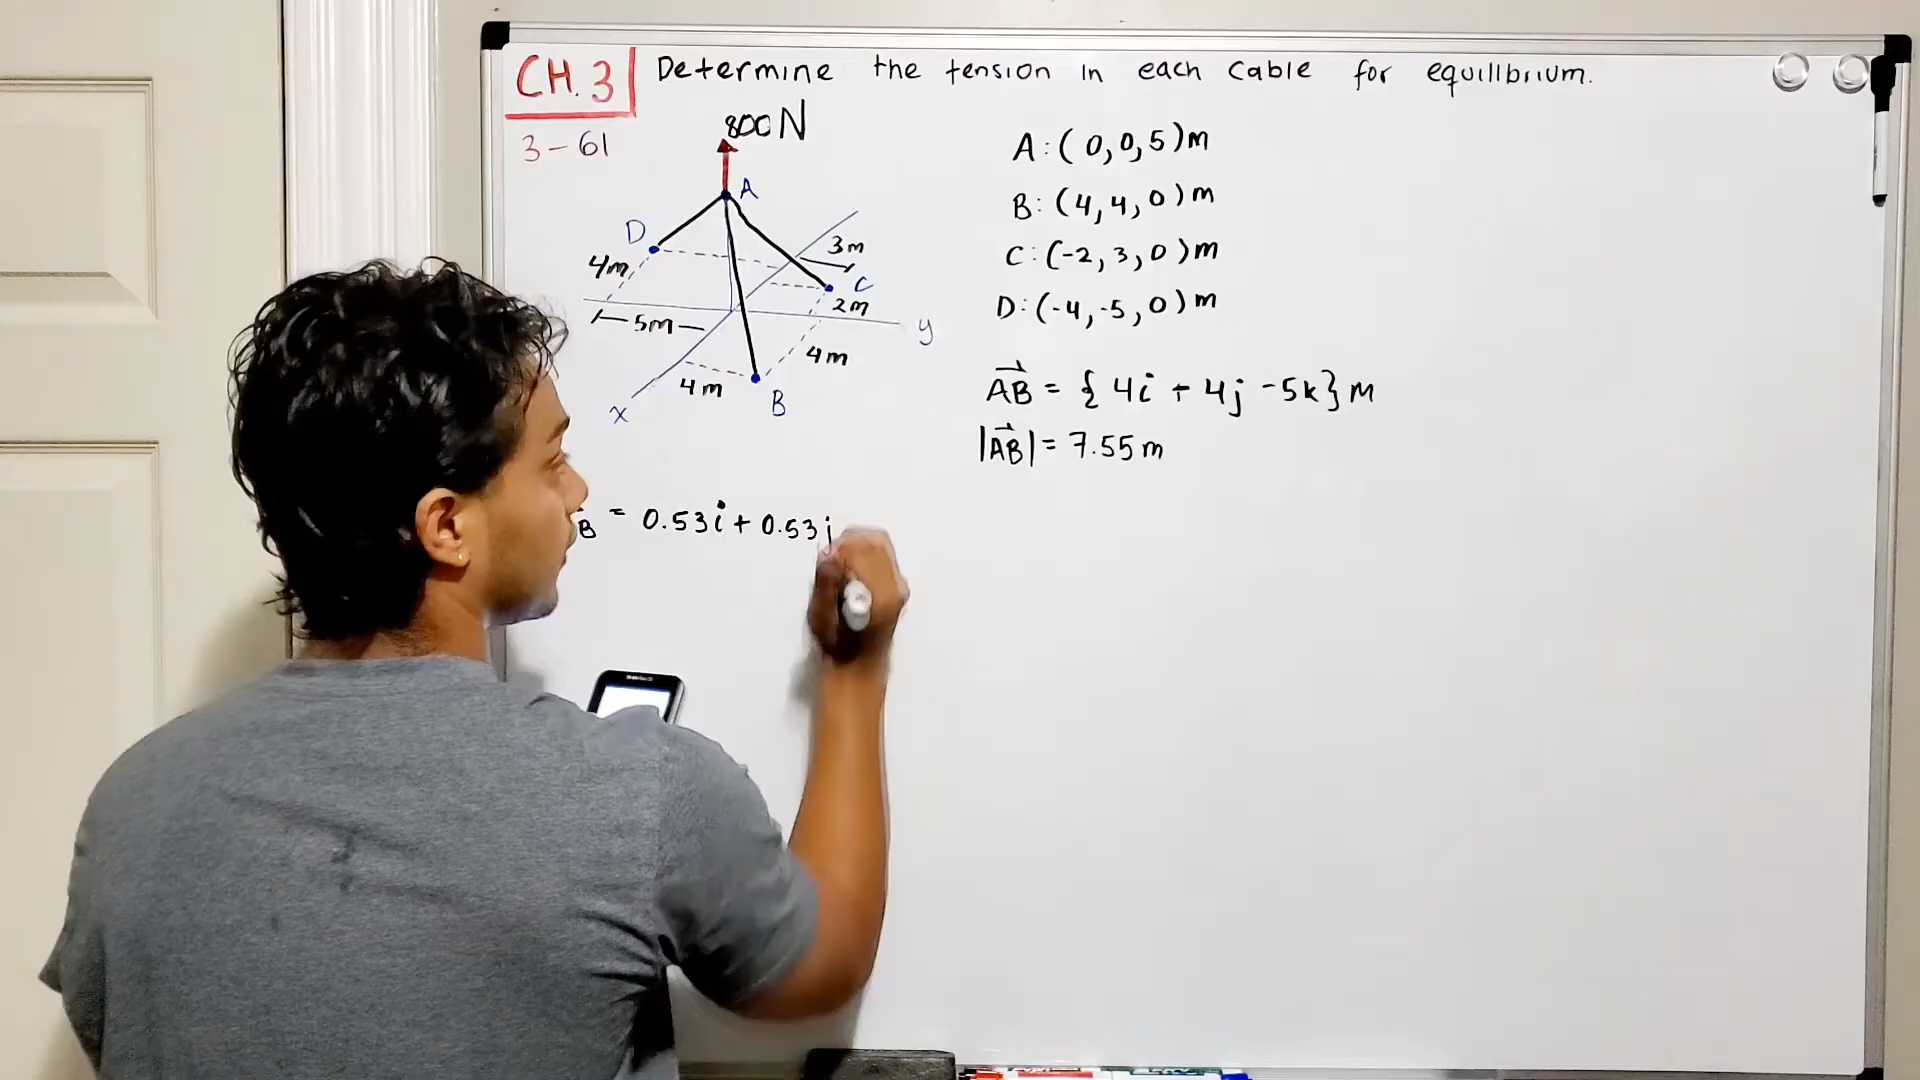 CH. 3
Determine the tension in each cable for equillbrium.
3-61
800N
A
D
4m
3m
C
2m
5m
y
4m
4m
B
x
A:(0,0,5)m
B:(4,4,0)m
C:(-2,3,0)m
D:(-4,-5,0)m
AB = {4i + 4j -5k}m
|AB| = 7.55m
B = 0.53i + 0.53j